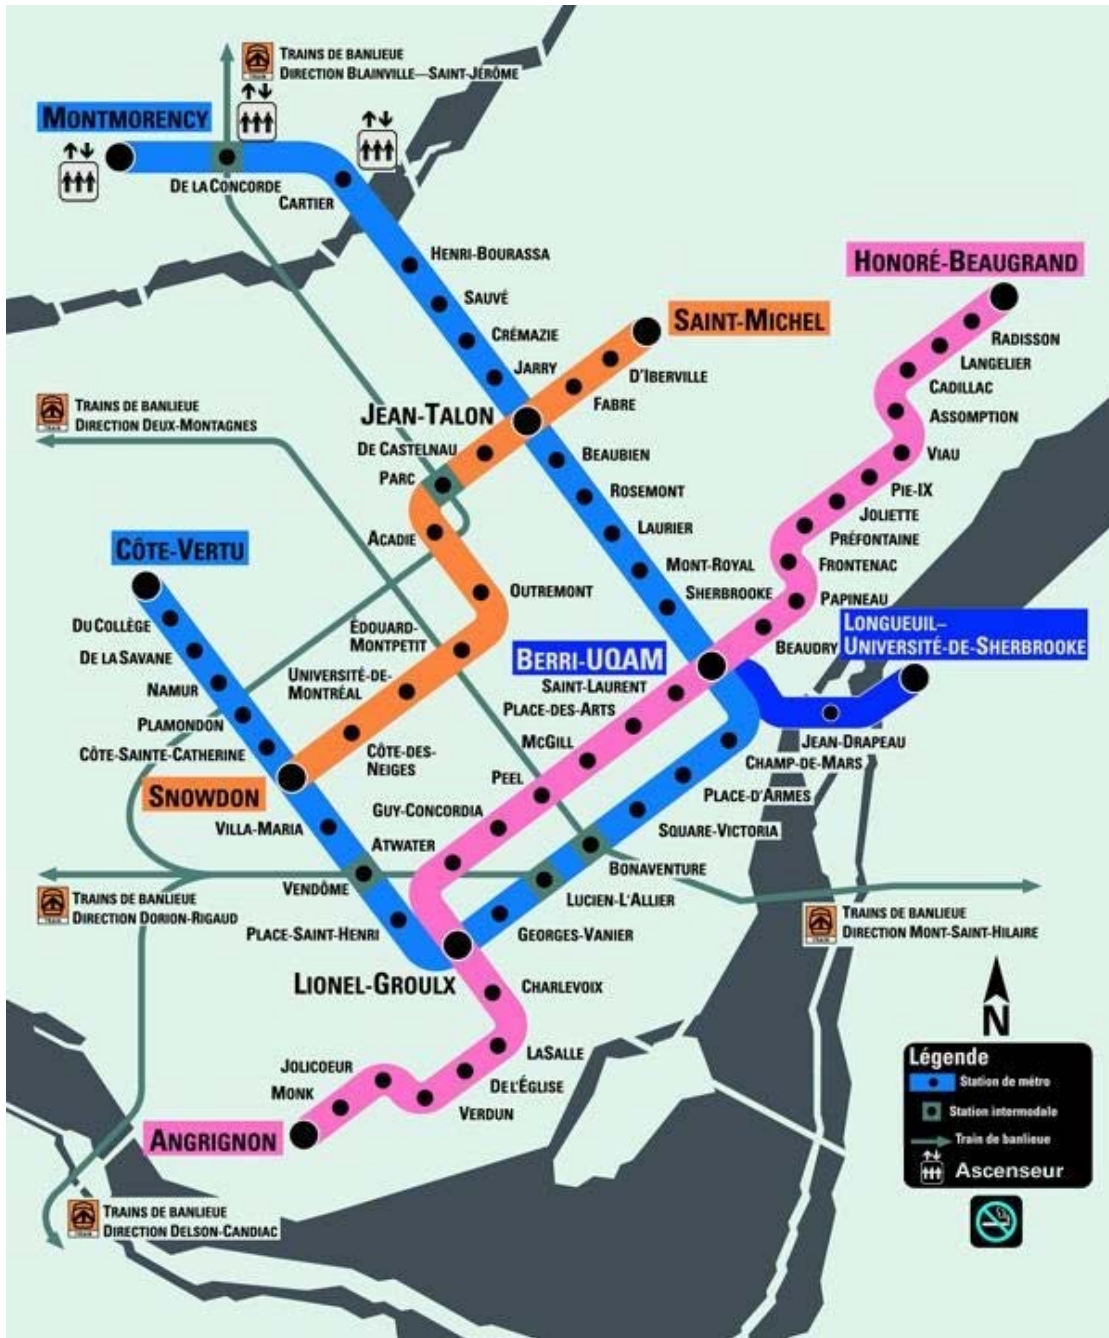 Trains de banlieue
Direction Blainville—Saint-Jérôme
Montmorency
De la Concorde
Cartier
Henri-Bourassa
Sauvé
Crémazie
Jarry
Honoré-Beaugrand
Radisson
Langelier
Cadillac
Assomption
Viau
Pie-IX
Joliette
Préfontaine
Frontenac
Papineau
Beaudry
Saint-Michel
D'Iberville
Fabre
Jean-Talon
De Castelnau
Parc
Acadie
Outremont
Édouard-
Montpetit
Université-de-
Montréal
Côte-des-
Neiges
Snowdon
Trains de banlieue
Direction Deux-Montagnes
Beaubien
Rosemont
Laurier
Mont-Royal
Sherbrooke
Berri-UQAM
Longueuil–
Université-de-Sherbrooke
Jean-Drapeau
Champ-de-Mars
Place-d'Armes
Square-Victoria
Bonaventure
Lucien-L'Allier
Georges-Vanier
Côte-Vertu
Du Collège
De la Savane
Namur
Plamondon
Côte-Sainte-Catherine
Villa-Maria
Vendôme
Place-Saint-Henri
Lionel-Groulx
Saint-Laurent
Place-des-Arts
McGill
Peel
Guy-Concordia
Atwater
Charlevoix
LaSalle
De l'Église
Verdun
Jolicoeur
Monk
Angrignon
Trains de banlieue
Direction Dorion-Rigaud
Trains de banlieue
Direction Mont-Saint-Hilaire
Trains de banlieue
Direction Delson-Candiac
N
Légende
Station de métro
Station intermodale
Train de banlieue
Ascenseur